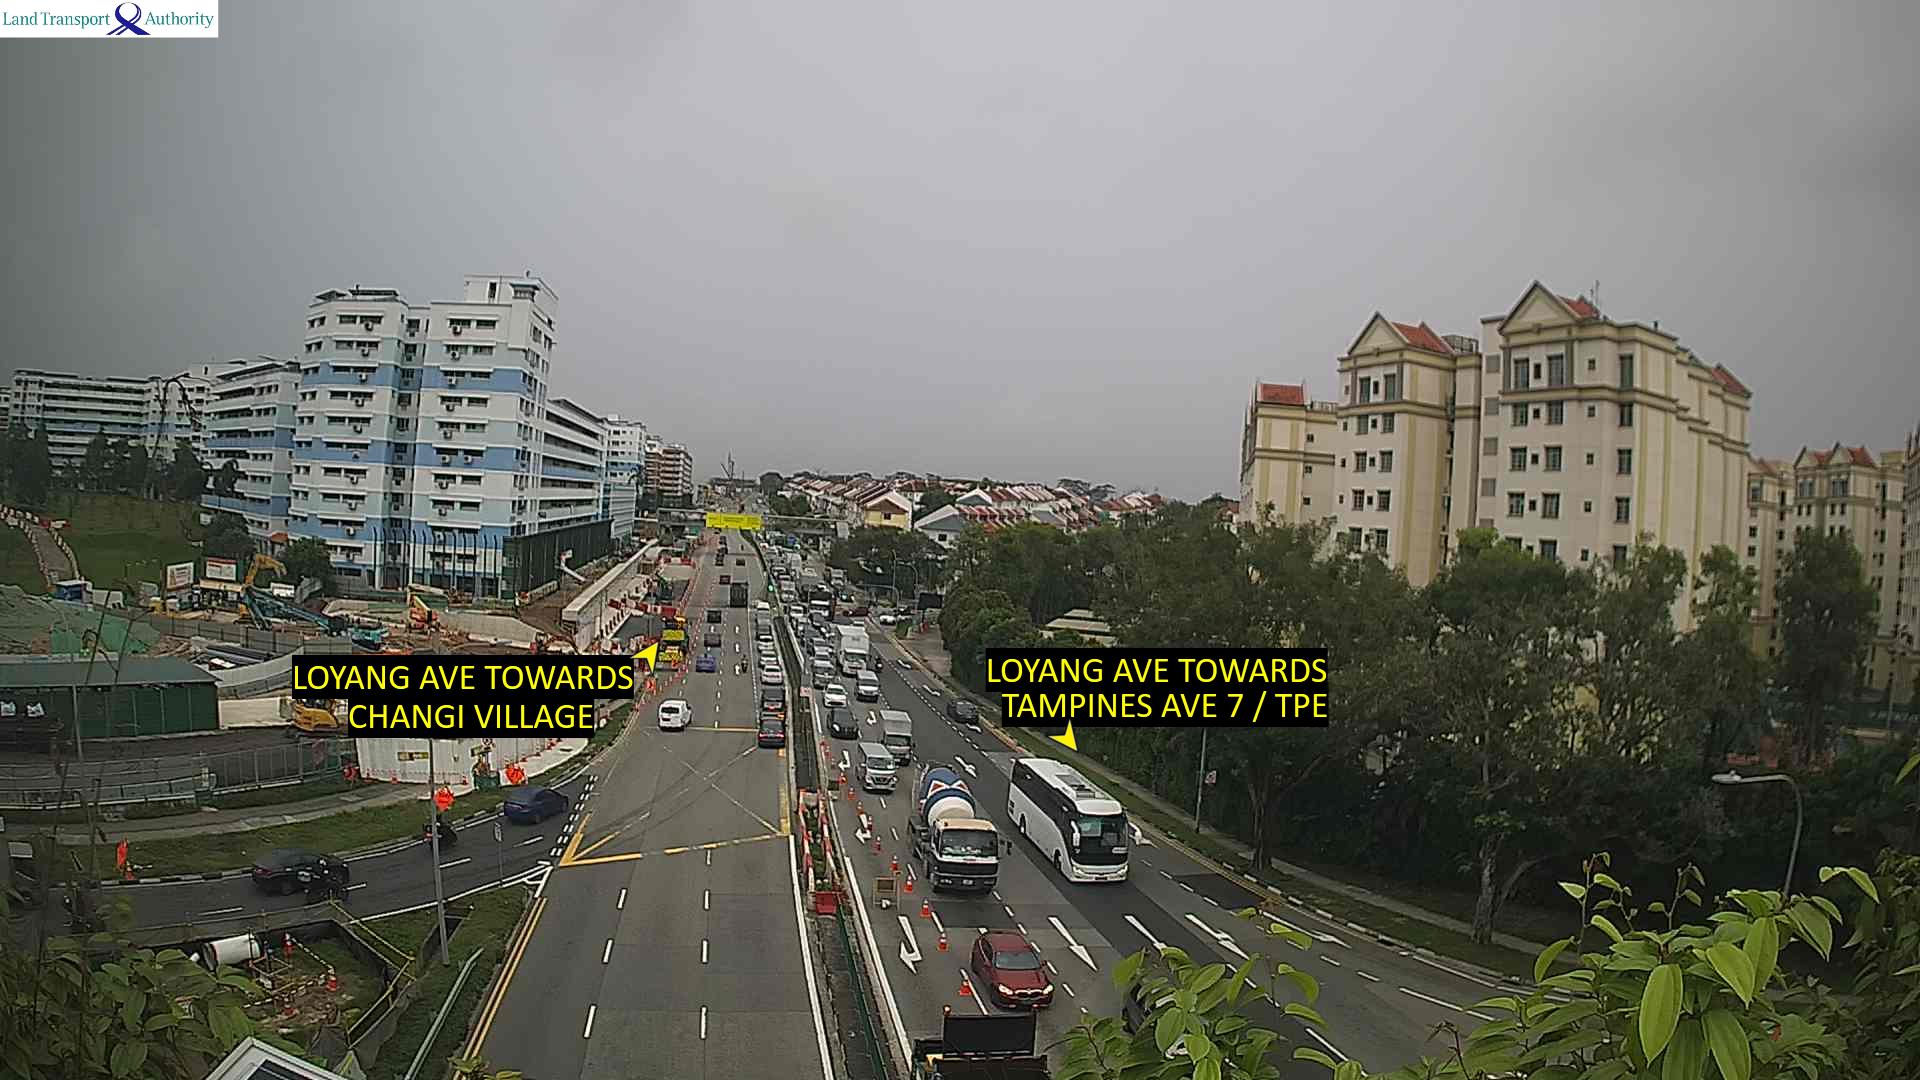 Land Transport Authority
LOYANG AVE TOWARDS
CHANGI VILLAGE
LOYANG AVE TOWARDS
TAMPINES AVE 7 / TPE